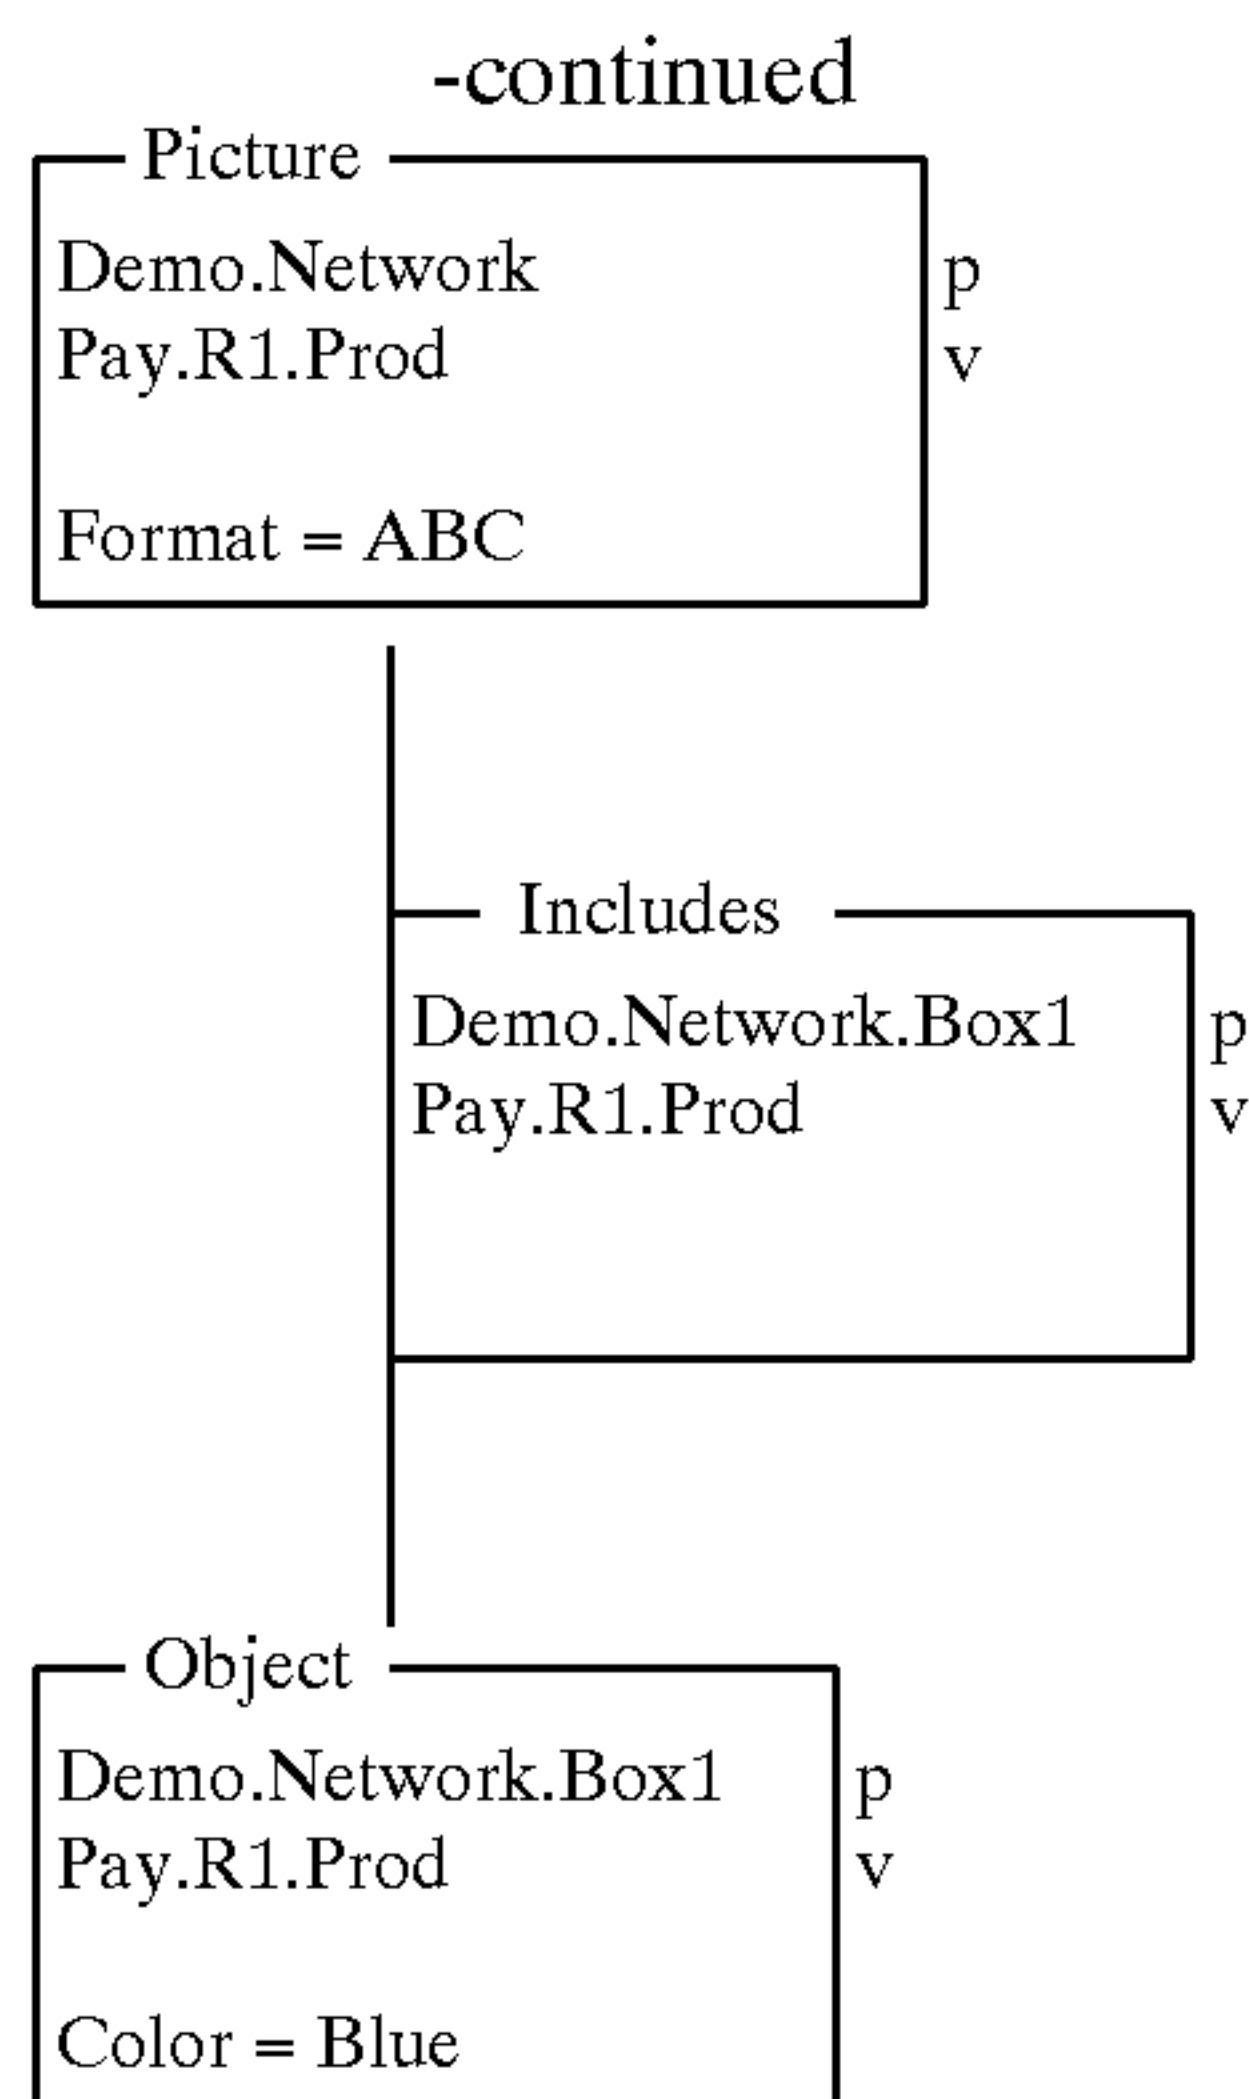 -continued
Picture
Demo.Network p
Pay.R1.Prod v
Format = ABC
Includes
Demo.Network.Box1 p
Pay.R1.Prod v
Object
Demo.Network.Box1 p
Pay.R1.Prod v
Color = Blue